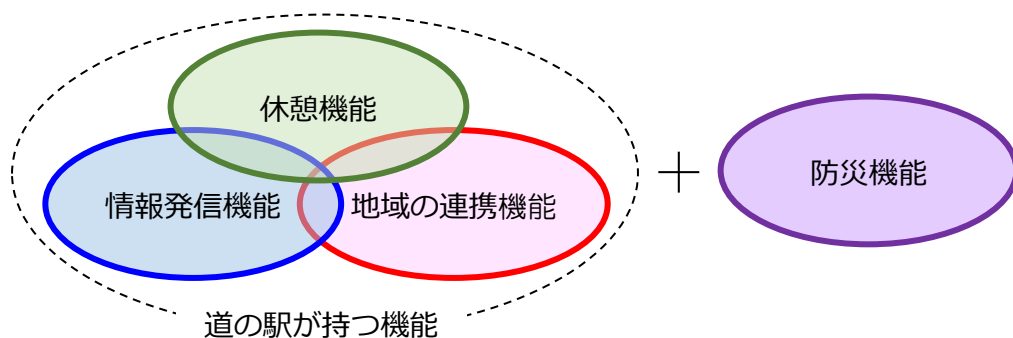 休憩機能
情報発信機能
地域の連携機能
道の駅が持つ機能
+
防災機能